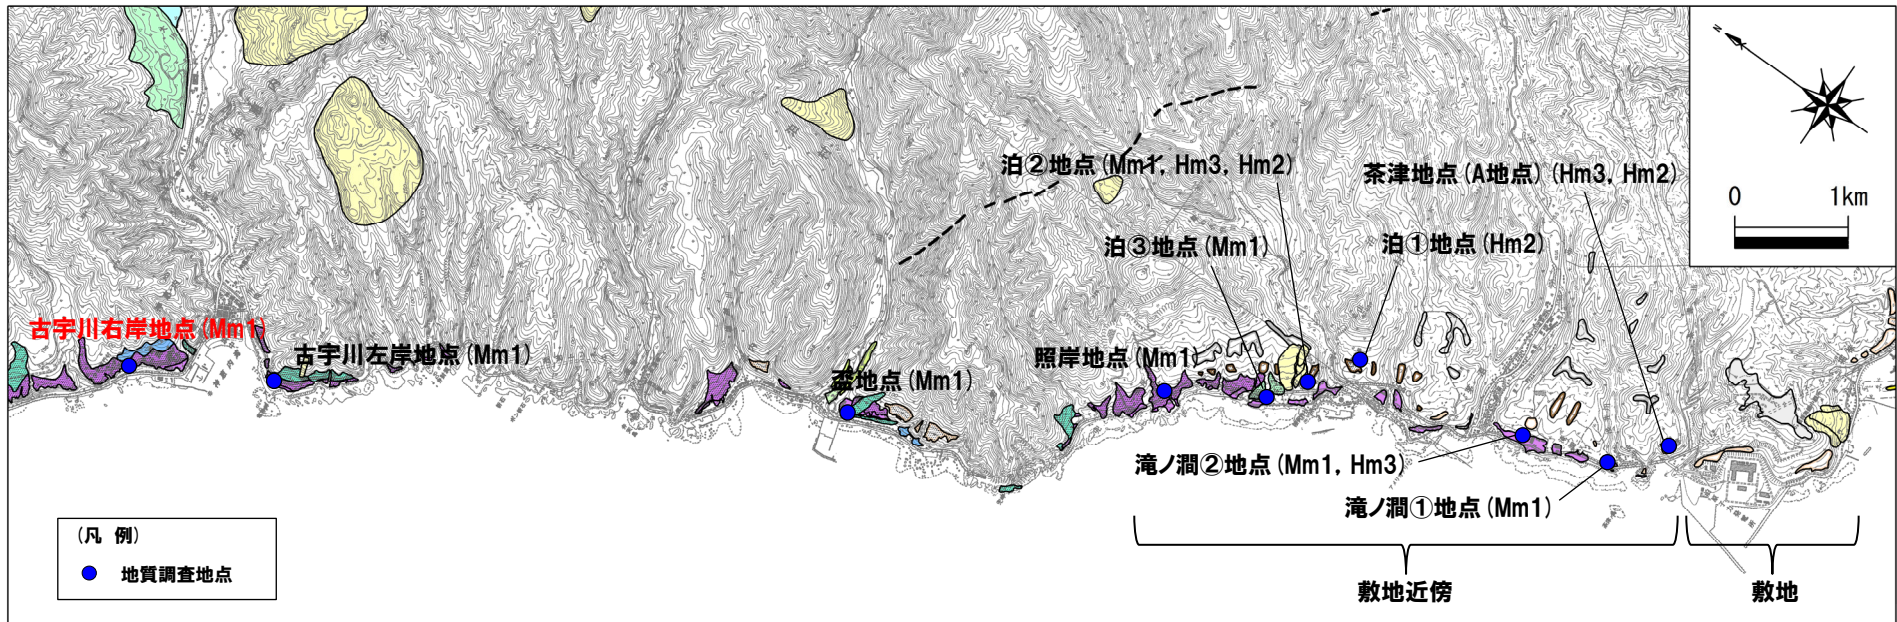 N
0 1km
泊②地点(Mm1, Hm3, Hm2)
茶津地点(A地点)(Hm3, Hm2)
泊③地点(Mm1)
泊①地点(Hm2)
古宇川右岸地点(Mm1)
古宇川左岸地点(Mm1)
照岸地点(Mm1)
盃地点(Mm1)
滝ノ澗②地点(Mm1, Hm3)
滝ノ澗①地点(Mm1)
(凡 例)
地質調査地点
敷地近傍
敷地